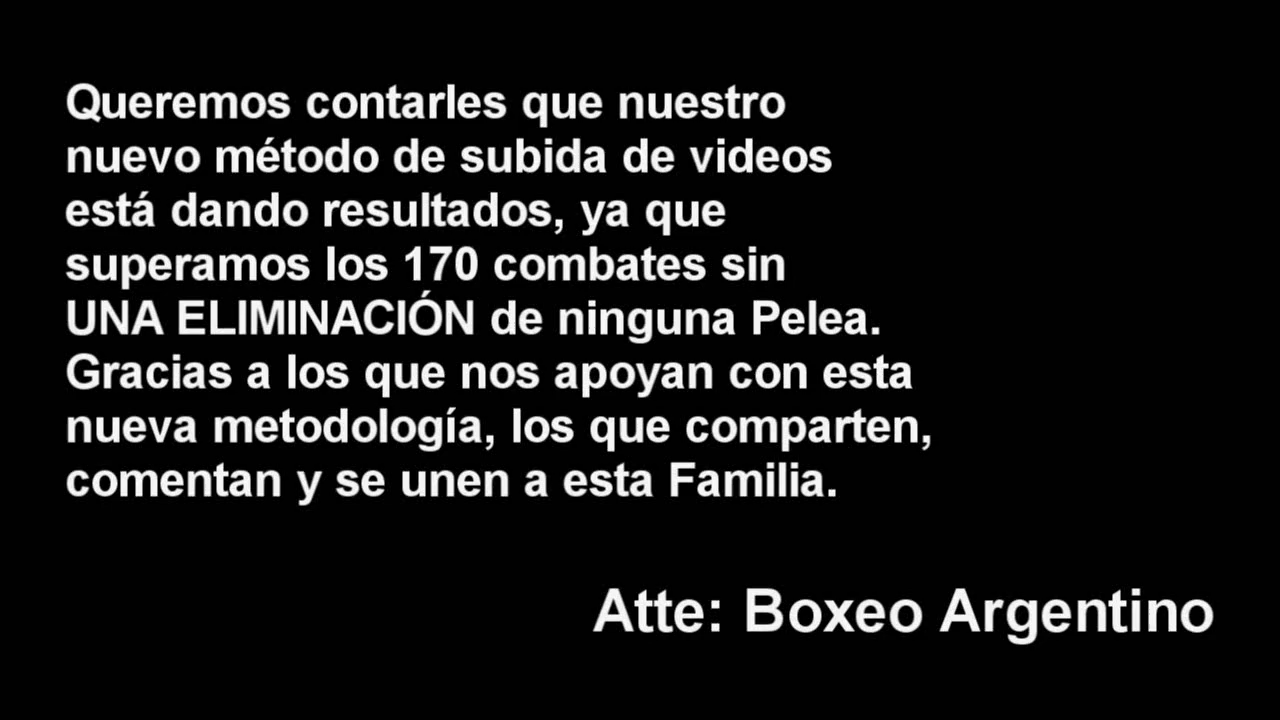 Queremos contarles que nuestro
nuevo método de subida de videos
está dando resultados, ya que
superamos los 170 combates sin
UNA ELIMINACIÓN de ninguna Pelea.
Gracias a los que nos apoyan con esta
nueva metodología, los que comparten,
comentan y se unen a esta Familia.
Atte: Boxeo Argentino